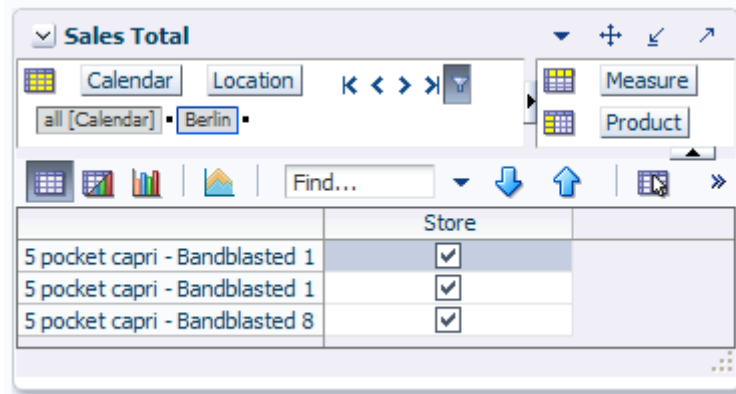 Sales Total
Calendar Location
Measure
all [Calendar] Berlin
Product
Find...
Store
5 pocket capri - Bandblasted 1
5 pocket capri - Bandblasted 1
5 pocket capri - Bandblasted 8